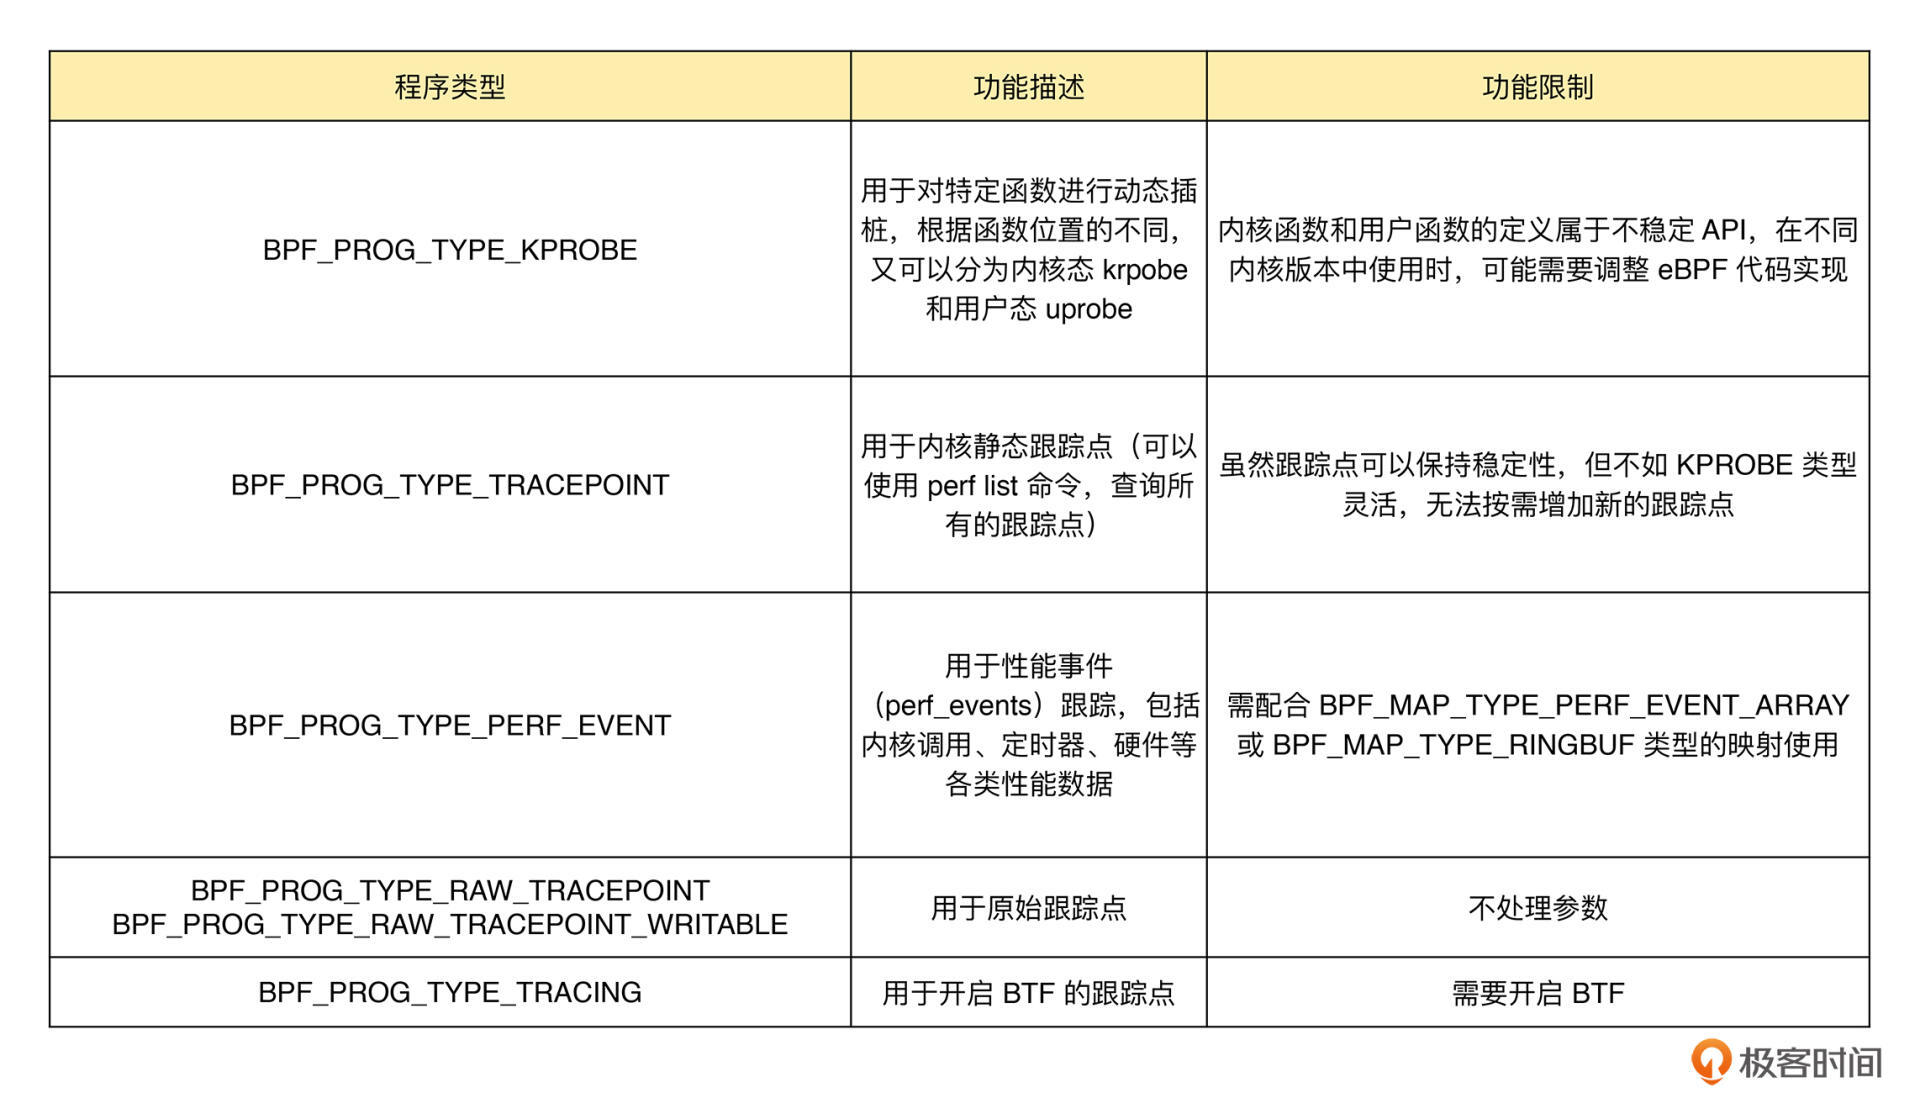 程序类型
功能描述
功能限制
BPF_PROG_TYPE_KPROBE
用于对特定函数进行动态插
桩，根据函数位置的不同，
又可以分为内核态 krpobe
和用户态 uprobe
内核函数和用户函数的定义属于不稳定 API，在不同
内核版本中使用时，可能需要调整 eBPF 代码实现
BPF_PROG_TYPE_TRACEPOINT
用于内核静态跟踪点（可以
使用 perf list 命令，查询所
有的跟踪点）
虽然跟踪点可以保持稳定性，但不如 KPROBE 类型
灵活，无法按需增加新的跟踪点
BPF_PROG_TYPE_PERF_EVENT
用于性能事件
（perf_events）跟踪，包括
内核调用、定时器、硬件等
各类性能数据
需配合 BPF_MAP_TYPE_PERF_EVENT_ARRAY
或 BPF_MAP_TYPE_RINGBUF 类型的映射使用
BPF_PROG_TYPE_RAW_TRACEPOINT
BPF_PROG_TYPE_RAW_TRACEPOINT_WRITABLE
用于原始跟踪点
不处理参数
BPF_PROG_TYPE_TRACING
用于开启 BTF 的跟踪点
需要开启 BTF
极客时间